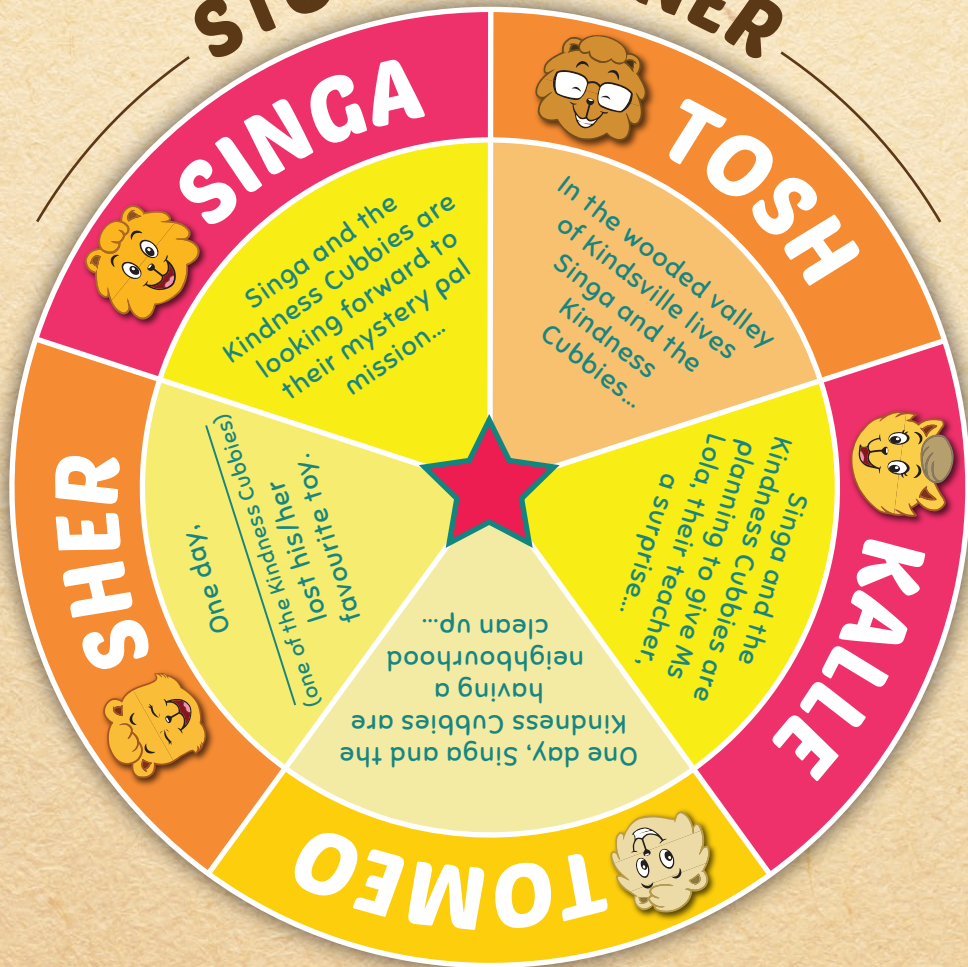 SINGA
Singa and the
Kindness Cubbies are
looking forward to
their mystery pal
mission...
TOSH
In the wooded valley
of Kindsville lives
Singa and the
Kindness
Cubbies...
KALLE
Singa and the
Kindness Cubbies are
planning to give Ms
Lola, their teacher,
a surprise...
TOMEO
One day, Singa and the
Kindness Cubbies are
having a
neighbourhood
clean up...
SHER
One day,
(one of the Kindness Cubbies)
lost his/her
favourite toy.